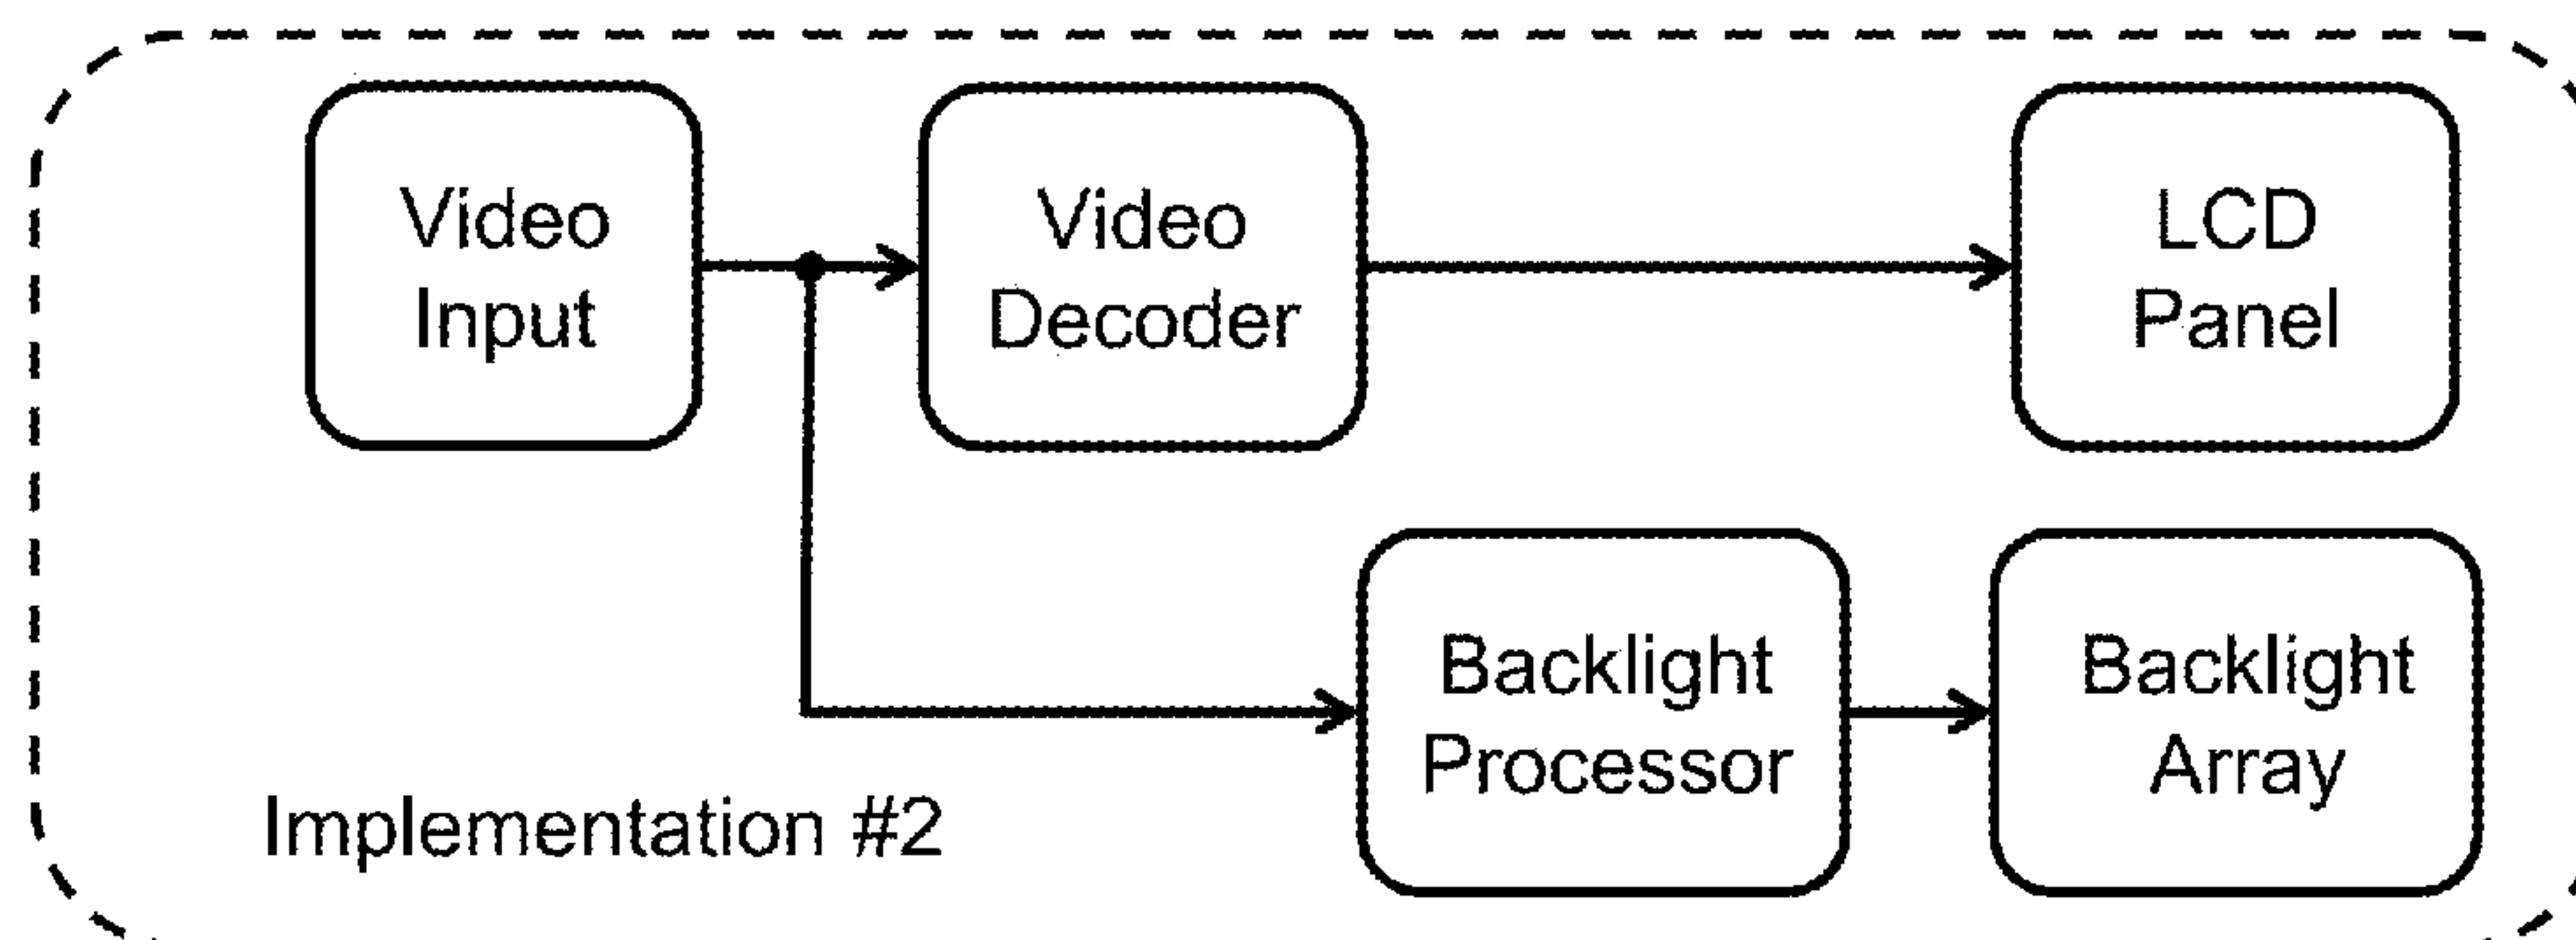 Video
Input
Video
Decoder
LCD
Panel
Backlight
Processor
Backlight
Array
Implementation #2